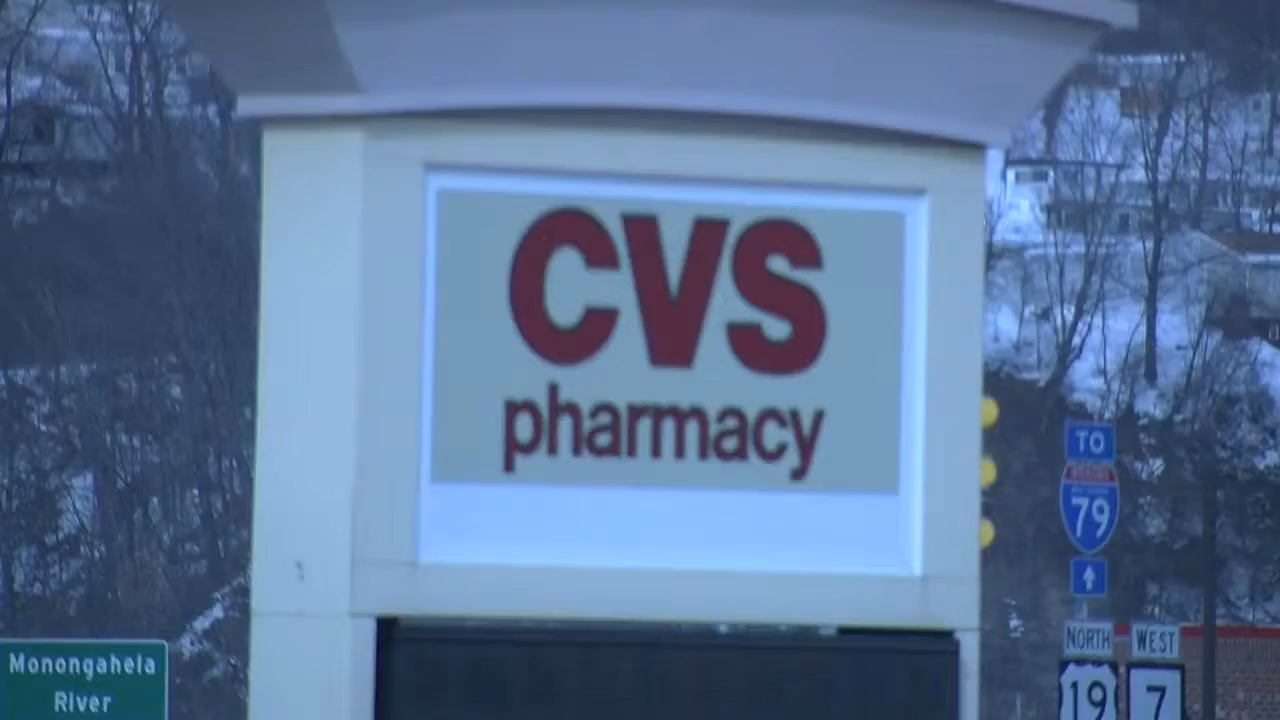 CVS
pharmacy
TO
79
NORTH
WEST
19
7
Monongahela
River